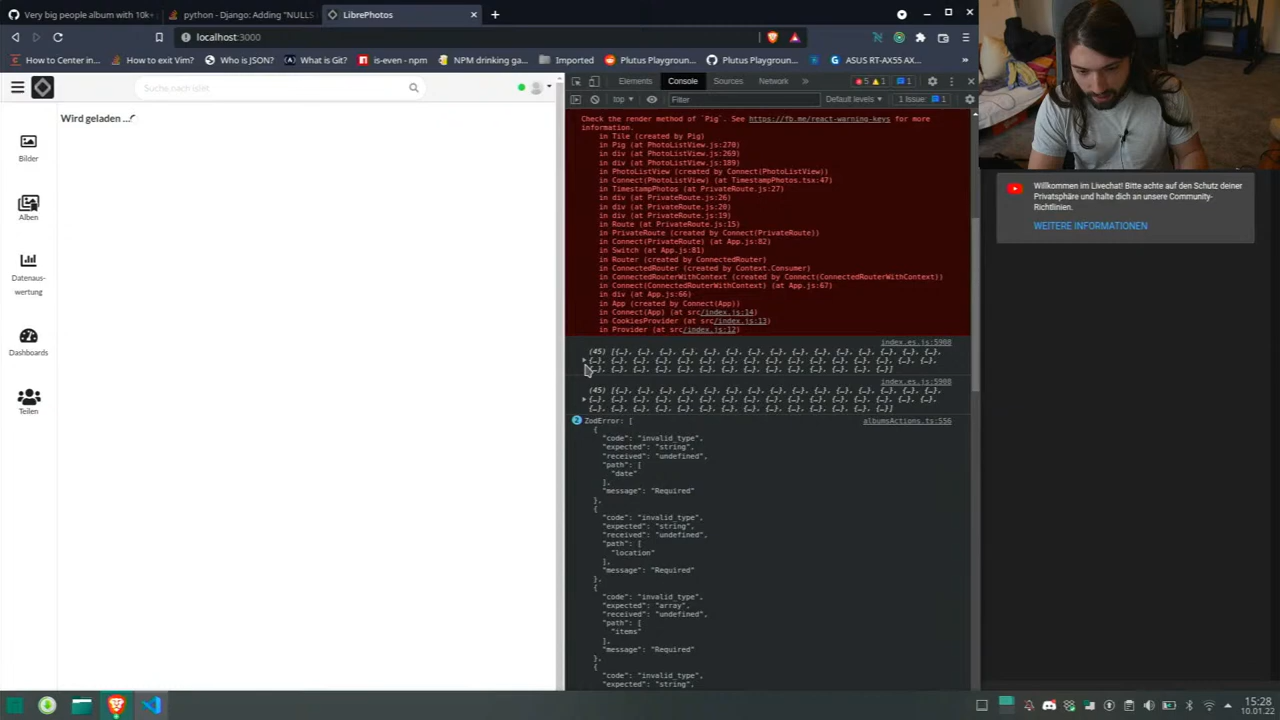 Very big people album with 10k+
python - Django: Adding "NULLS
LibrePhotos
localhost:3000
How to Center in...
How to exit Vim?
Who is JSON?
What is Git?
is-even - npm
NPM drinking ga...
Imported
Plutus Playgroun...
Plutus Playgroun...
ASUS RT-AX55 AX...
Wird geladen ...
Bilder
Alben
Datenaus-
wertung
Dashboards
Teilen
Elements
Console
Sources
Network
5
1
1
top
Filter
Default levels
1 Issue:
1
Check the render method of `Pig`. See https://fb.me/react-warning-keys for more
information.
in Tile (created by Pig)
in Pig (at PhotoListView.js:270)
in div (at PhotoListView.js:269)
in div (at PhotoListView.js:189)
in PhotoListView (created by Connect(PhotoListView))
in Connect(PhotoListView) (at TimestampPhotos.tsx:47)
in TimestampPhotos (at PrivateRoute.js:27)
in div (at PrivateRoute.js:26)
in div (at PrivateRoute.js:20)
in div (at PrivateRoute.js:19)
in Route (at PrivateRoute.js:15)
in PrivateRoute (created by Connect(PrivateRoute))
in Connect(PrivateRoute) (at App.js:82)
in Switch (at App.js:81)
in Router (created by ConnectedRouter)
in ConnectedRouter (created by Context.Consumer)
in ConnectedRouterWithContext (created by Connect(ConnectedRouterWithContext))
in Connect(ConnectedRouterWithContext) (at App.js:67)
in div (at App.js:66)
in App (created by Connect(App))
in Connect(App) (at src/index.js:14)
in CookiesProvider (at src/index.js:13)
in Provider (at src/index.js:12)
index.es.js:5908
(45) [{…}, {…}, {…}, {…}, {…}, {…}, {…}, {…}, {…}, {…}, {…}, {…}, {…}, {…}, {…},
{…}, {…}, {…}, {…}, {…}, {…}, {…}, {…}, {…}, {…}, {…}, {…}, {…}, {…}, {…}, {…},
{…}, {…}, {…}, {…}, {…}, {…}, {…}, {…}, {…}, {…}, {…}, {…}, {…}, {…}]
index.es.js:5908
(45) [{…}, {…}, {…}, {…}, {…}, {…}, {…}, {…}, {…}, {…}, {…}, {…}, {…}, {…}, {…},
{…}, {…}, {…}, {…}, {…}, {…}, {…}, {…}, {…}, {…}, {…}, {…}, {…}, {…}, {…}, {…},
{…}, {…}, {…}, {…}, {…}, {…}, {…}, {…}, {…}, {…}, {…}, {…}, {…}, {…}]
2 ZodError: [ albumsActions.ts:556
{
"code": "invalid_type",
"expected": "string",
"received": "undefined",
"path": [
"date"
],
"message": "Required"
},
{
"code": "invalid_type",
"expected": "string",
"received": "undefined",
"path": [
"location"
],
"message": "Required"
},
{
"code": "invalid_type",
"expected": "array",
"received": "undefined",
"path": [
"items"
],
"message": "Required"
},
{
"code": "invalid_type",
"expected": "string",
Willkommen im Livechat! Bitte achte auf den Schutz deiner
Privatsphäre und halte dich an unsere Community-
Richtlinien.
WEITERE INFORMATIONEN
15:28
10.01.22